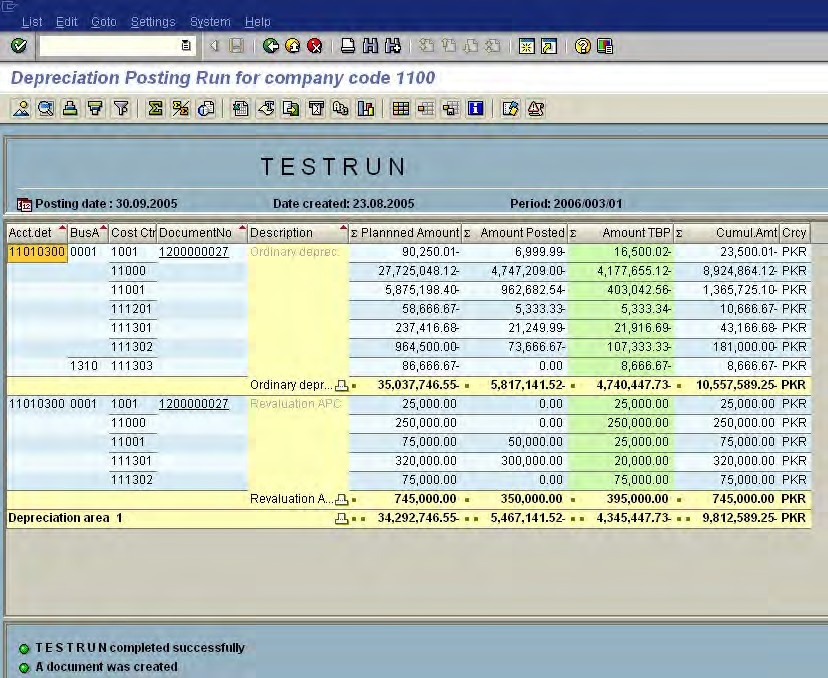 List Edit Goto Settings System Help
Depreciation Posting Run for company code 1100
TESTRUN
Posting date : 30.09.2005 Date created: 23.08.2005 Period: 2006/003/01
Acct.det BusA Cost Ctr DocumentNo Description Σ Plannned Amount Σ Amount Posted Σ Amount TBP Σ Cumul.Amt Crcy
11010300 0001 1001 1200000027 Ordinary deprec. 90,250.01- 6,999.99- 16,500.02- 23,500.01- PKR
11000 27,725,048.12- 4,747,209.00- 4,177,655.12- 8,924,864.12- PKR
11001 5,875,198.40- 962,682.54- 403,042.56- 1,365,725.10- PKR
111201 58,666.67- 5,333.33- 5,333.34- 10,666.67- PKR
111301 237,416.68- 21,249.99- 21,916.69- 43,166.68- PKR
111302 964,500.00- 73,666.67- 107,333.33- 181,000.00- PKR
1310 111303 86,666.67- 0.00 8,666.67- 8,666.67- PKR
Ordinary depr... 35,037,746.55- 5,817,141.52- 4,740,447.73- 10,557,589.25- PKR
11010300 0001 1001 1200000027 Revaluation APC 25,000.00 0.00 25,000.00 25,000.00 PKR
11000 250,000.00 0.00 250,000.00 250,000.00 PKR
11001 75,000.00 50,000.00 25,000.00 75,000.00 PKR
111301 320,000.00 300,000.00 20,000.00 320,000.00 PKR
111302 75,000.00 0.00 75,000.00 75,000.00 PKR
Revaluation A... 745,000.00 350,000.00 395,000.00 745,000.00 PKR
Depreciation area 1 34,292,746.55- 5,467,141.52- 4,345,447.73- 9,812,589.25- PKR
T E S T R U N completed successfully
A document was created